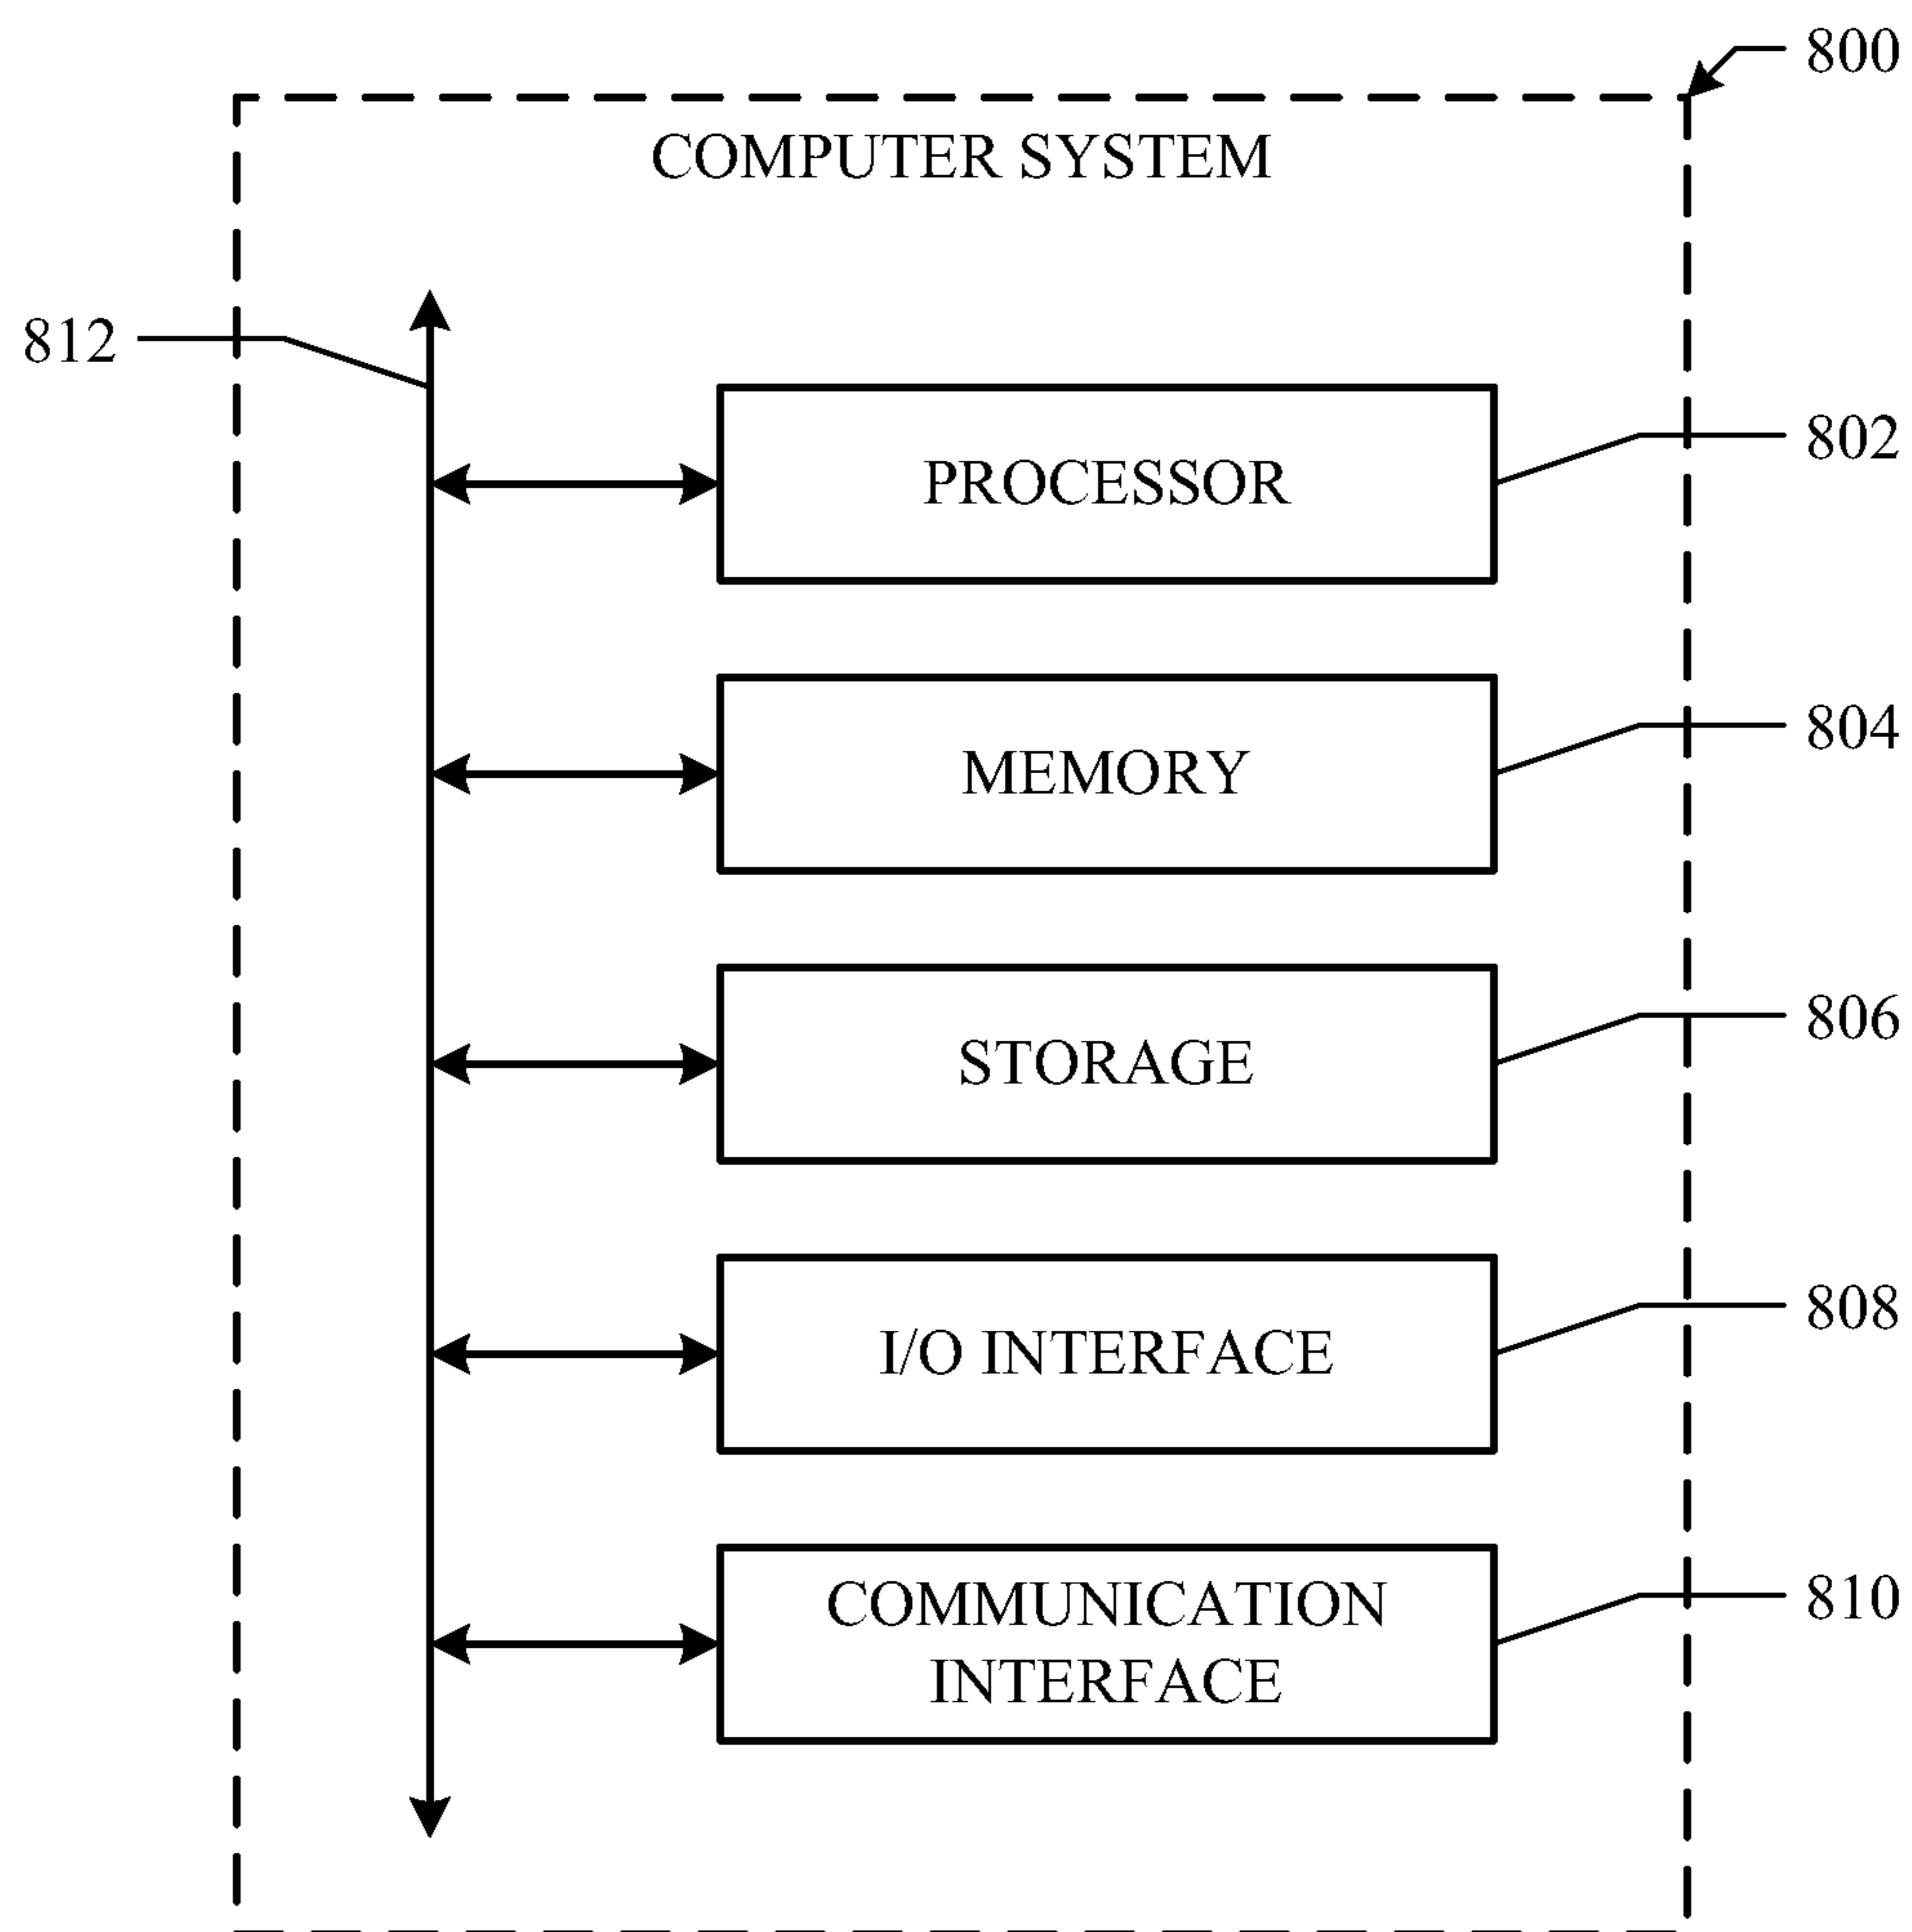 800
COMPUTER SYSTEM
812
802
PROCESSOR
804
MEMORY
806
STORAGE
808
I/O INTERFACE
810
COMMUNICATION
INTERFACE